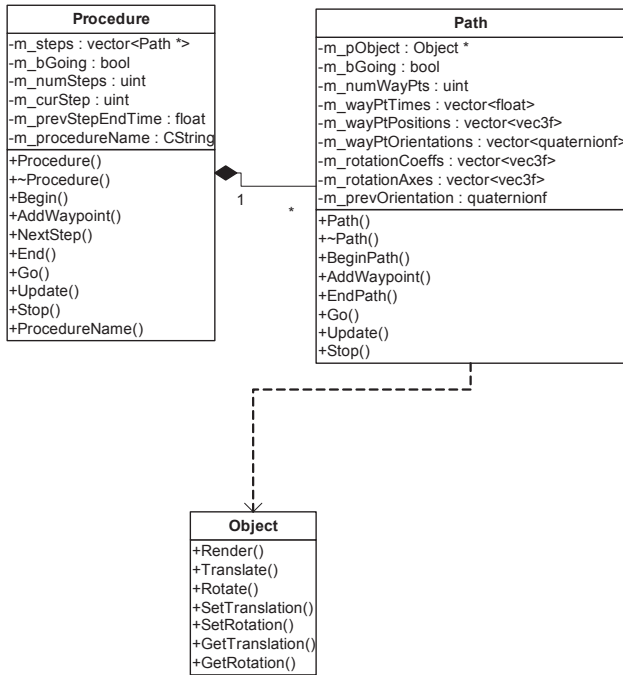 Procedure
-m_steps : vector<Path *>
-m_bGoing : bool
-m_numSteps : uint
-m_curStep : uint
-m_prevStepEndTime : float
-m_procedureName : CString
+Procedure()
+~Procedure()
+Begin()
+AddWaypoint()
+NextStep()
+End()
+Go()
+Update()
+Stop()
+ProcedureName()
1
*
Path
-m_pObject : Object *
-m_bGoing : bool
-m_numWayPts : uint
-m_wayPtTimes : vector<float>
-m_wayPtPositions : vector<vec3f>
-m_wayPtOrientations : vector<quaternionf>
-m_rotationCoeffs : vector<vec3f>
-m_rotationAxes : vector<vec3f>
-m_prevOrientation : quaternionf
+Path()
+~Path()
+BeginPath()
+AddWaypoint()
+EndPath()
+Go()
+Update()
+Stop()
Object
+Render()
+Translate()
+Rotate()
+SetTranslation()
+SetRotation()
+GetTranslation()
+GetRotation()